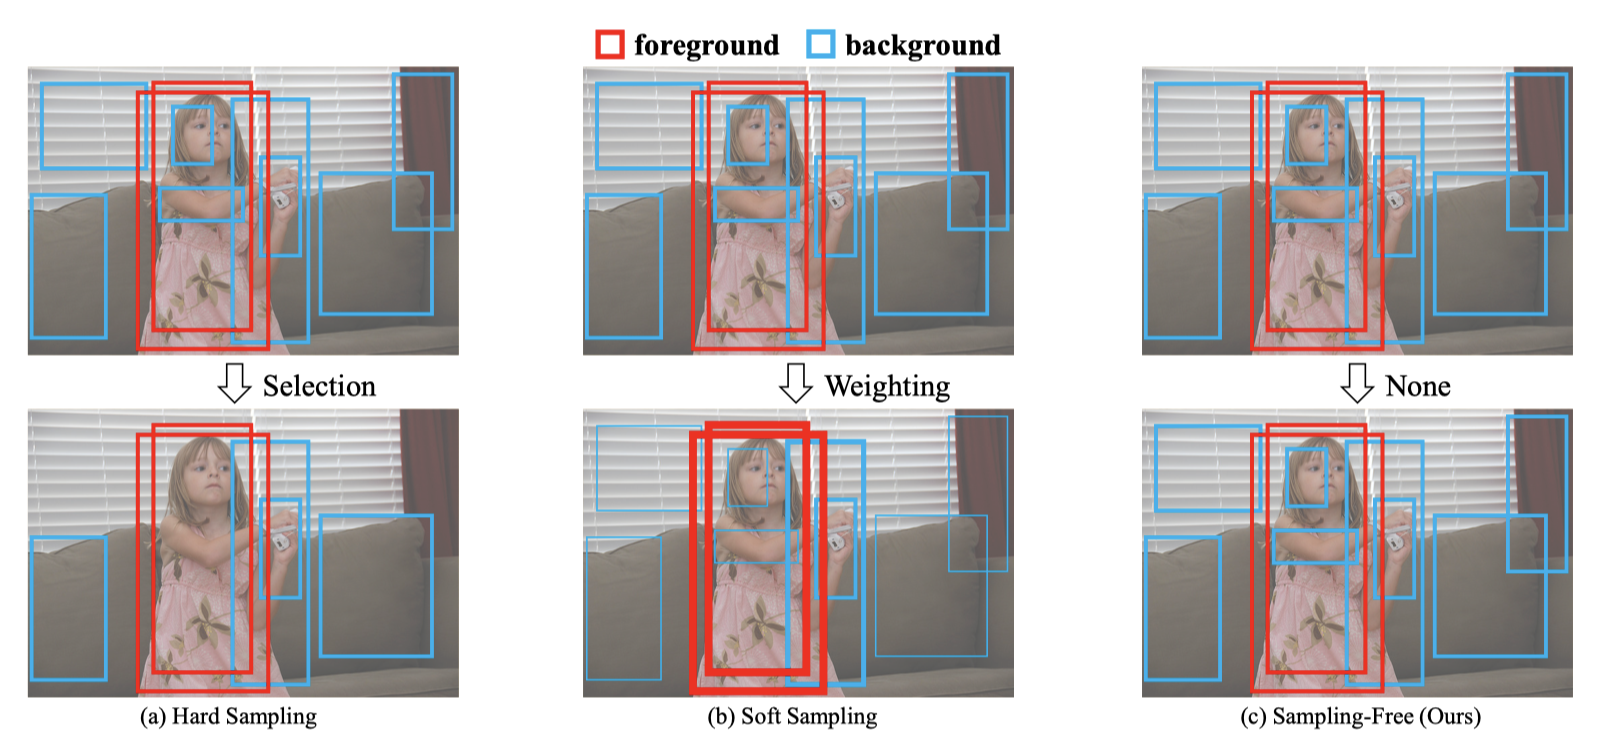 foreground background
Selection
Weighting
None
(a) Hard Sampling
(b) Soft Sampling
(c) Sampling-Free (Ours)